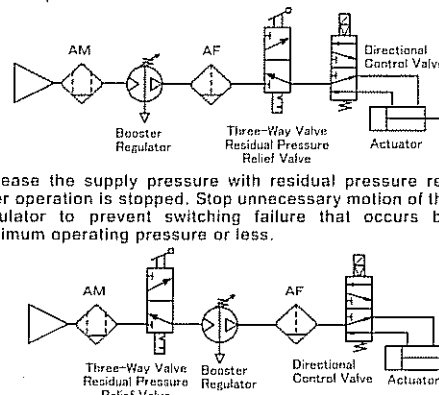 AM
AF
Directional
Control Valve
Booster
Regulator
Three-Way Valve
Residual Pressure
Relief Valve
Actuator
ease the supply pressure with residual pressure re
er operation is stopped. Stop unnecessary motion of th
ulator to prevent switching failure that occurs b
imum operating pressure or less.
AM
AF
Three-Way Valve
Residual Pressure
Relief Valve
Booster
Regulator
Directional
Control Valve
Actuator